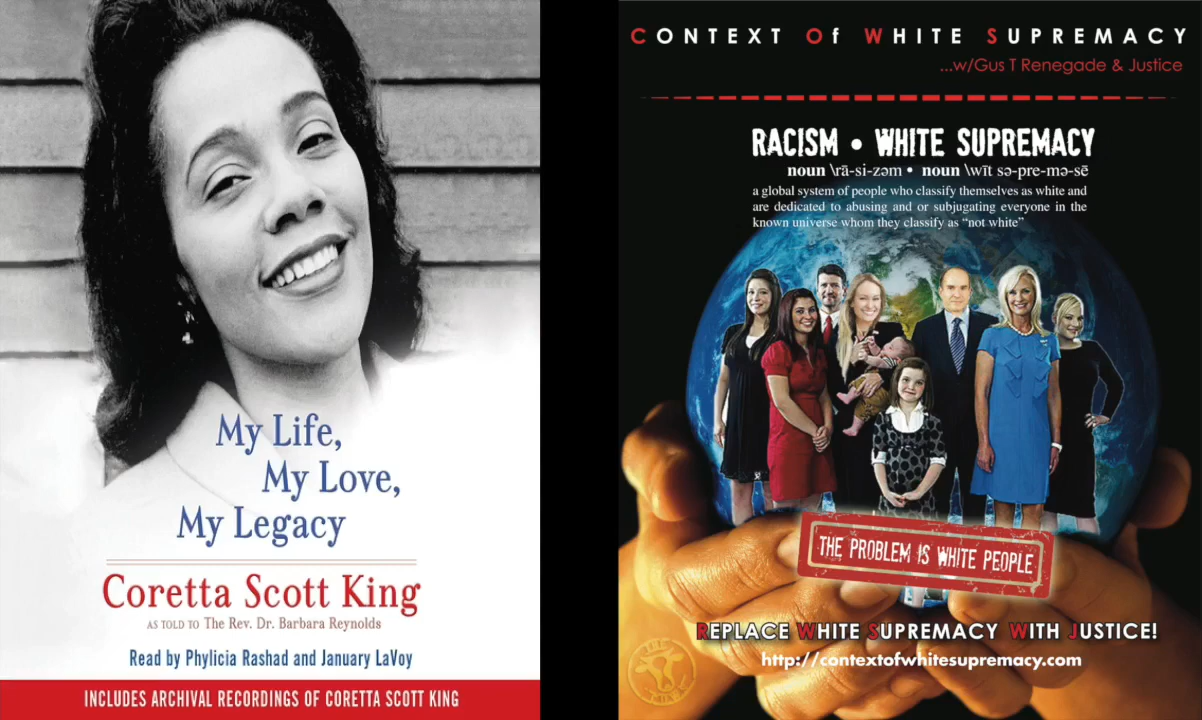 My Life,
My Love,
My Legacy
Coretta Scott King
AS TOLD TO The Rev. Dr. Barbara Reynolds
Read by Phylicia Rashad and January LaVoy
INCLUDES ARCHIVAL RECORDINGS OF CORETTA SCOTT KING
CONTEXT Of WHITE SUPREMACY
...w/Gus T Renegade & Justice
RACISM • WHITE SUPREMACY
noun \rā-si-zəm • noun \wīt sə-pre-mə-sē
a global system of people who classify themselves as white and
are dedicated to abusing and or subjugating everyone in the
known universe whom they classify as “not white”
THE PROBLEM IS WHITE PEOPLE
REPLACE WHITE SUPREMACY WITH JUSTICE!
http://contextofwhitesupremacy.com